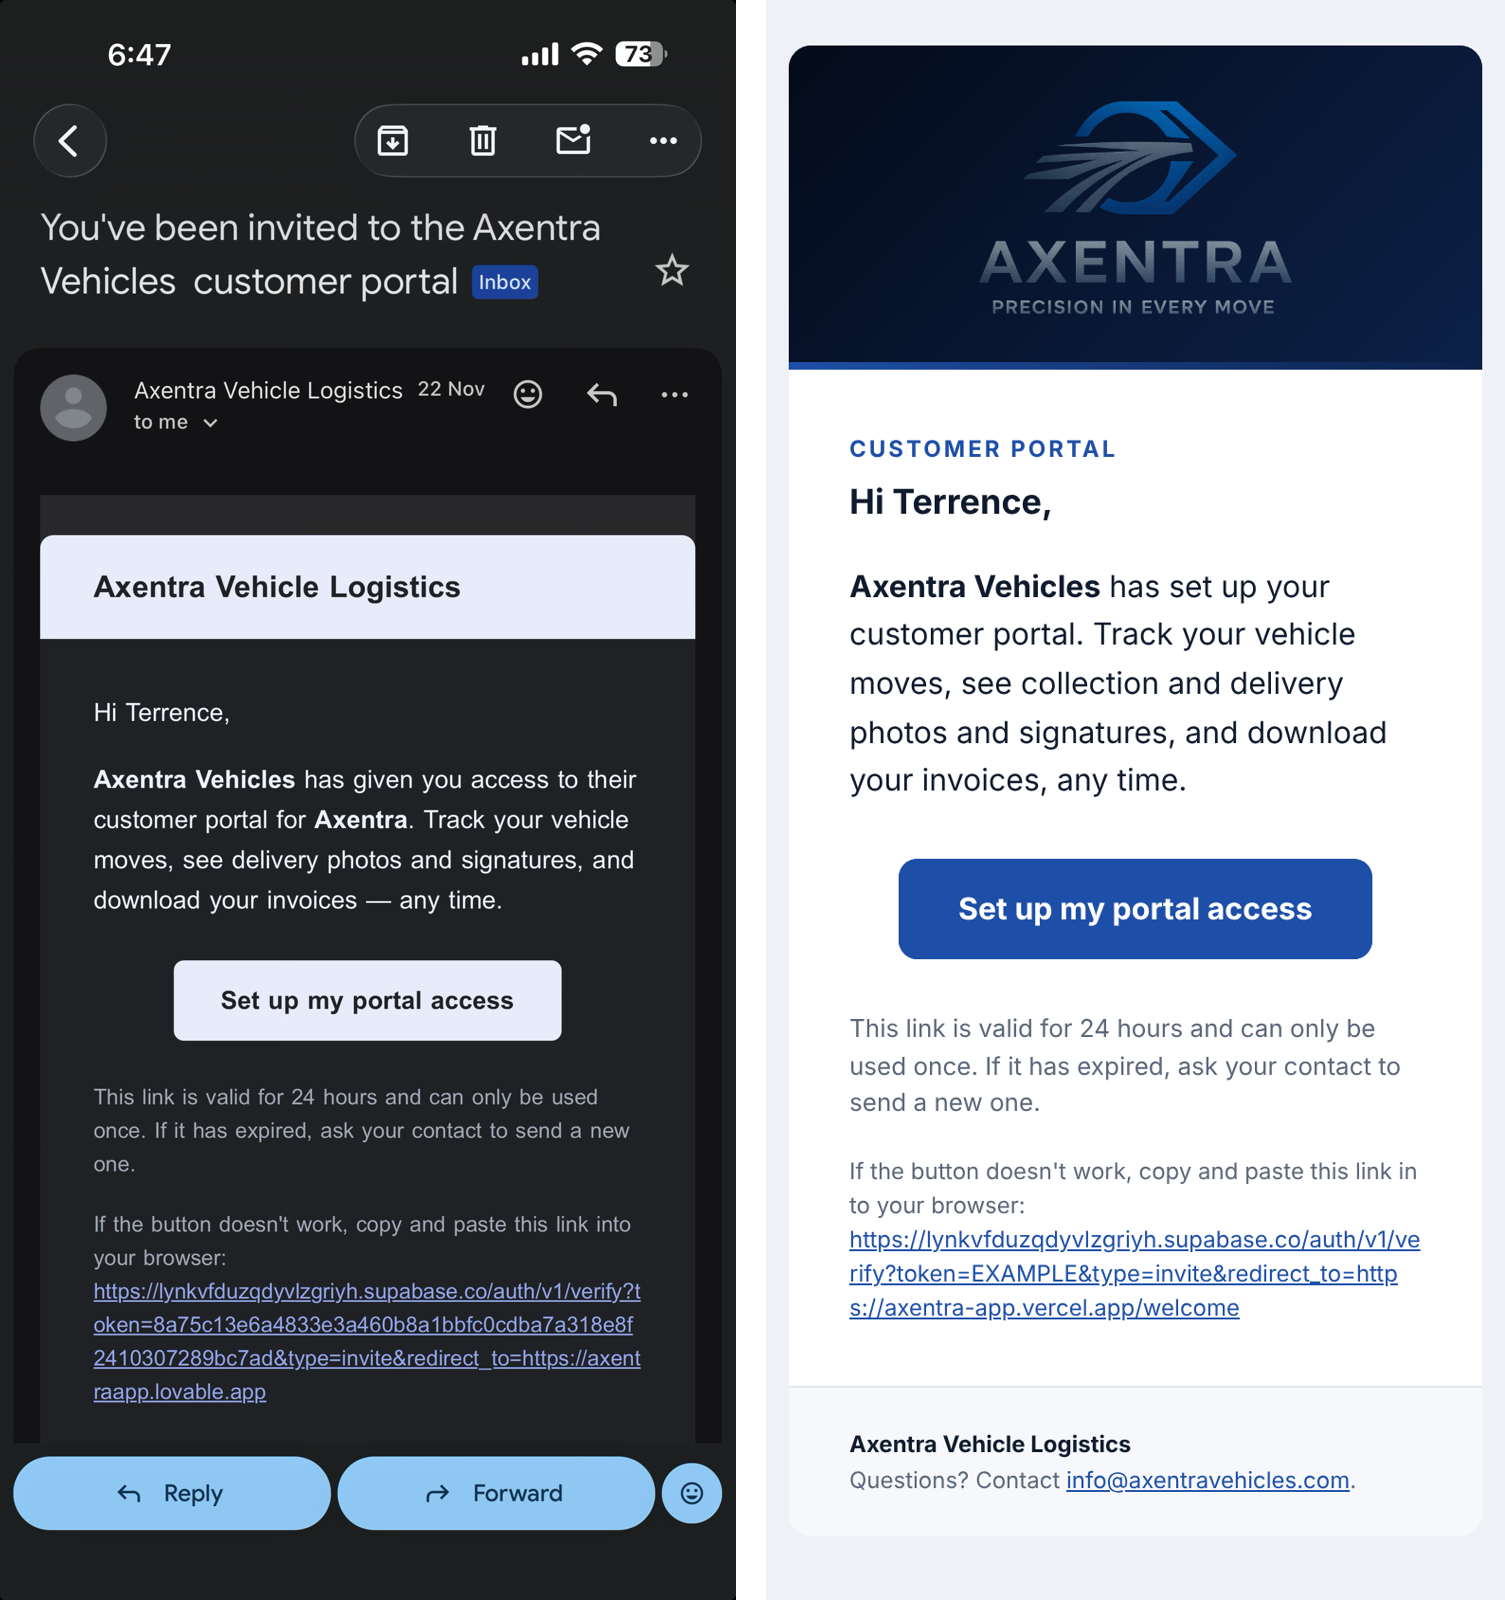 6:47
73
You've been invited to the Axentra
Vehicles customer portal Inbox
Axentra Vehicle Logistics 22 Nov
to me
Axentra Vehicle Logistics
Hi Terrence,
Axentra Vehicles has given you access to their
customer portal for Axentra. Track your vehicle
moves, see delivery photos and signatures, and
download your invoices — any time.
Set up my portal access
This link is valid for 24 hours and can only be used
once. If it has expired, ask your contact to send a new
one.
If the button doesn't work, copy and paste this link into
your browser:
https://lynkvfduzqdyvlzgriyh.supabase.co/auth/v1/verify?t
oken=8a75c13e6a4833e3a460b8a1bbfc0cdba7a318e8f
2410307289bc7ad&type=invite&redirect_to=https://axent
raapp.lovable.app
Reply
Forward
AXENTRA
PRECISION IN EVERY MOVE
CUSTOMER PORTAL
Hi Terrence,
Axentra Vehicles has set up your
customer portal. Track your vehicle
moves, see collection and delivery
photos and signatures, and download
your invoices, any time.
Set up my portal access
This link is valid for 24 hours and can only be
used once. If it has expired, ask your contact to
send a new one.
If the button doesn't work, copy and paste this link in
to your browser:
https://lynkvfduzqdyvlzgriyh.supabase.co/auth/v1/ve
rify?token=EXAMPLE&type=invite&redirect_to=http
s://axentra-app.vercel.app/welcome
Axentra Vehicle Logistics
Questions? Contact info@axentravehicles.com.